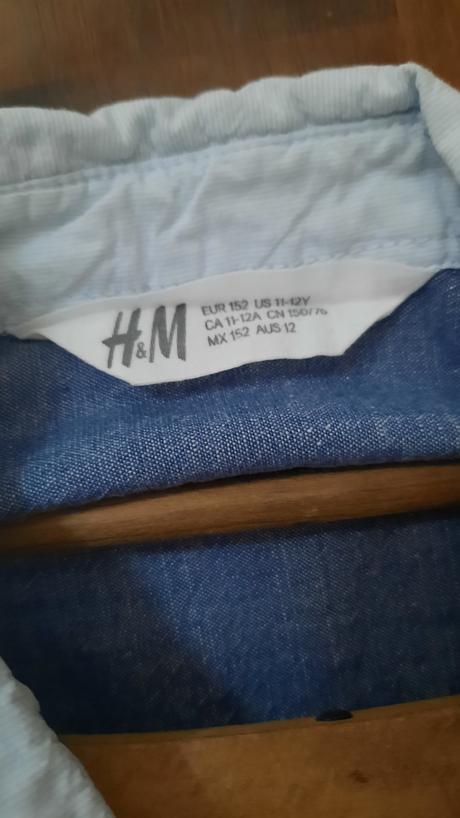 H&M
EUR 152 US 11-12Y
CA 11-12A CN 150/76
MX 152 AUS 12